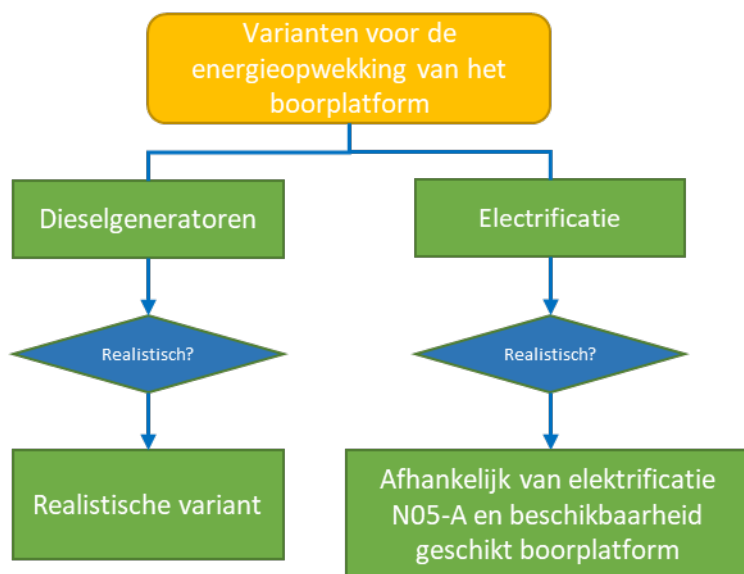 Varianten voor de
energieopwekking van het
boorplatform
Dieselgeneratoren
Electrificatie
Realistisch?
Realistisch?
Realistische variant
Afhankelijk van elektrificatie
N05-A en beschikbaarheid
geschikt boorplatform